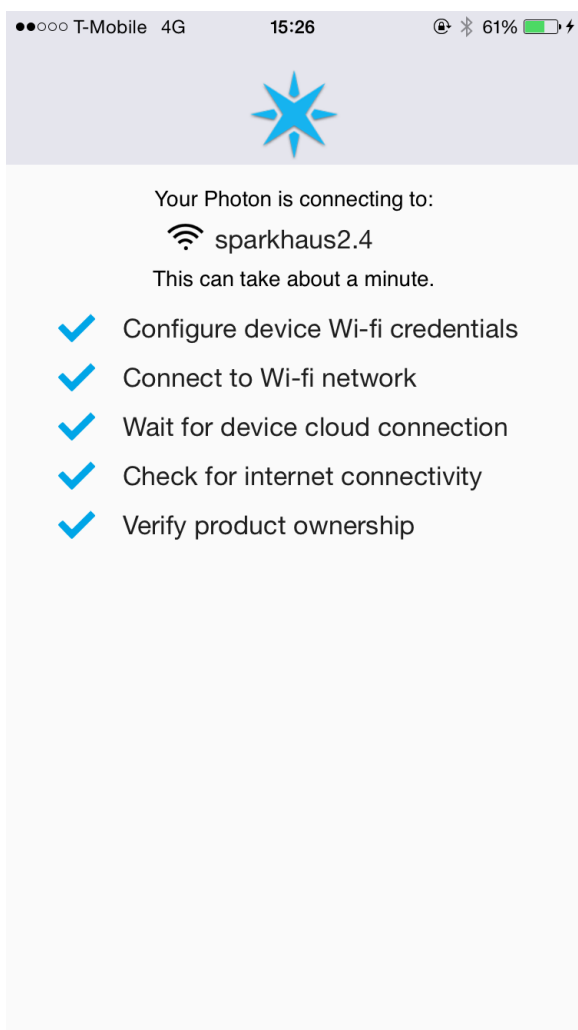 T-Mobile 4G 15:26 61%
Your Photon is connecting to:
sparkhaus2.4
This can take about a minute.
Configure device Wi-fi credentials
Connect to Wi-fi network
Wait for device cloud connection
Check for internet connectivity
Verify product ownership